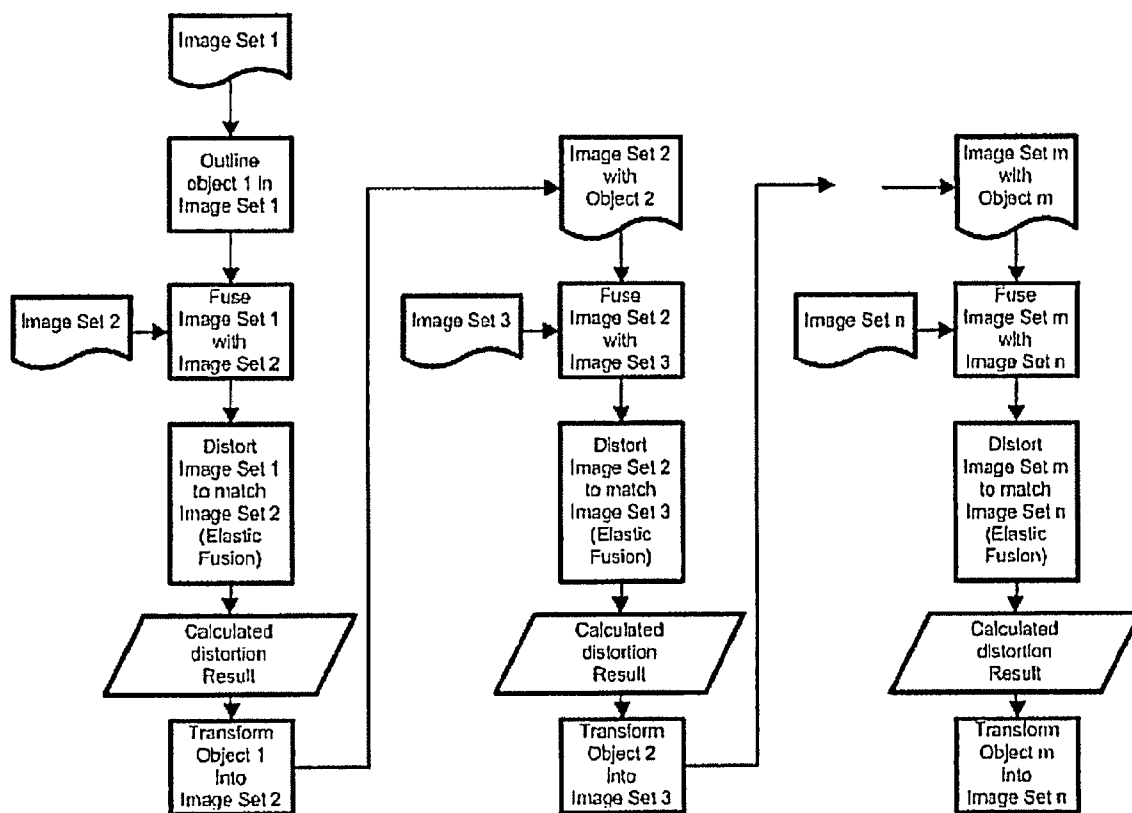 Image Set 1
Outline
object 1 in
Image Set 1
Image Set 2
Fuse
Image Set 1
with
Image Set 2
Distort
Image Set 1
to match
Image Set 2
(Elastic
Fusion)
Calculated
distortion
Result
Transform
Object 1
Into
Image Set 2
Image Set 2
with
Object 2
Image Set 3
Fuse
Image Set 2
with
Image Set 3
Distort
Image Set 2
to match
Image Set 3
(Elastic
Fusion)
Calculated
distortion
Result
Transform
Object 2
Into
Image Set 3
Image Set m
with
Object m
Image Set n
Fuse
Image Set m
with
Image Set n
Distort
Image Set m
to match
Image Set n
(Elastic
Fusion)
Calculated
distortion
Result
Transform
Object m
Into
Image Set n